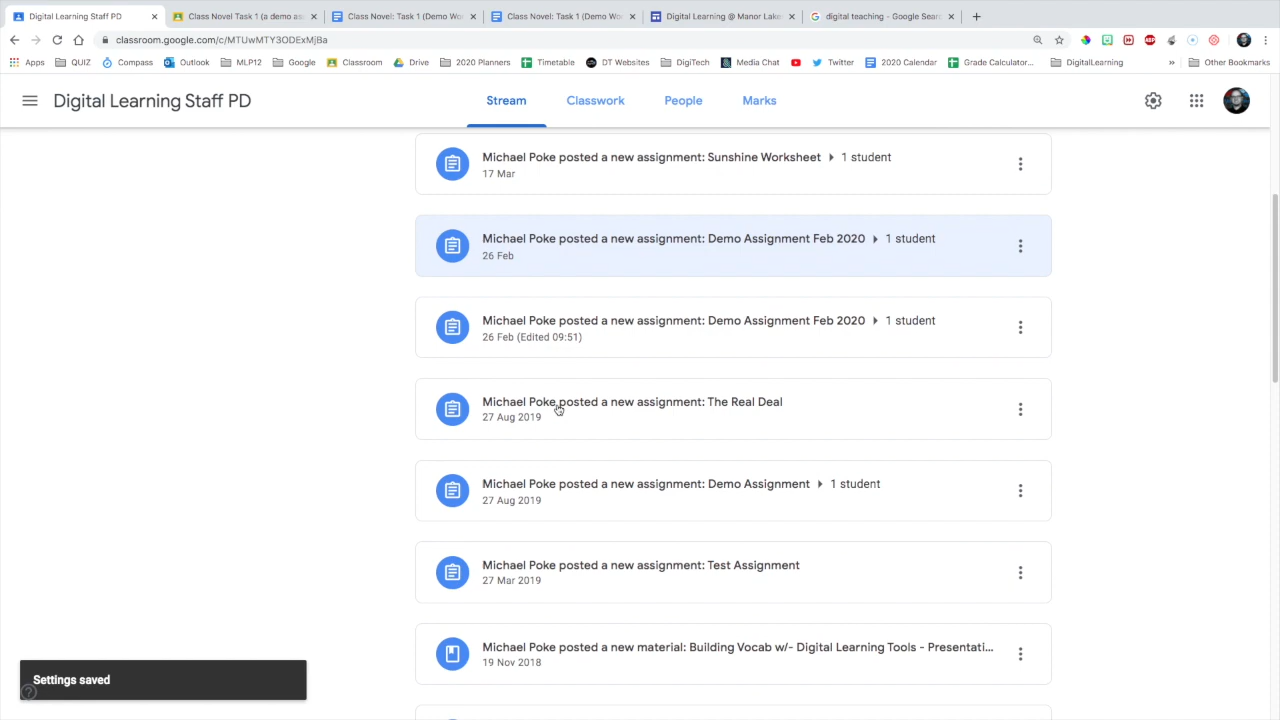 Digital Learning Staff PD
Class Novel Task 1 (a demo as
Class Novel: Task 1 (Demo Wo
Class Novel: Task 1 (Demo Wo
Digital Learning @ Manor Lake
digital teaching - Google Sear
classroom.google.com/c/MTUwMTY3ODExMjBa
Apps
QUIZ
Compass
Outlook
MLP12
Google
Classroom
Drive
2020 Planners
Timetable
DT Websites
DigiTech
Media Chat
Twitter
2020 Calendar
Grade Calculator...
DigitalLearning
»
Other Bookmarks
Digital Learning Staff PD
Stream
Classwork
People
Marks
Michael Poke posted a new assignment: Sunshine Worksheet 1 student
17 Mar
Michael Poke posted a new assignment: Demo Assignment Feb 2020 1 student
26 Feb
Michael Poke posted a new assignment: Demo Assignment Feb 2020 1 student
26 Feb (Edited 09:51)
Michael Poke posted a new assignment: The Real Deal
27 Aug 2019
Michael Poke posted a new assignment: Demo Assignment 1 student
27 Aug 2019
Michael Poke posted a new assignment: Test Assignment
27 Mar 2019
Michael Poke posted a new material: Building Vocab w/- Digital Learning Tools - Presentati...
19 Nov 2018
Settings saved